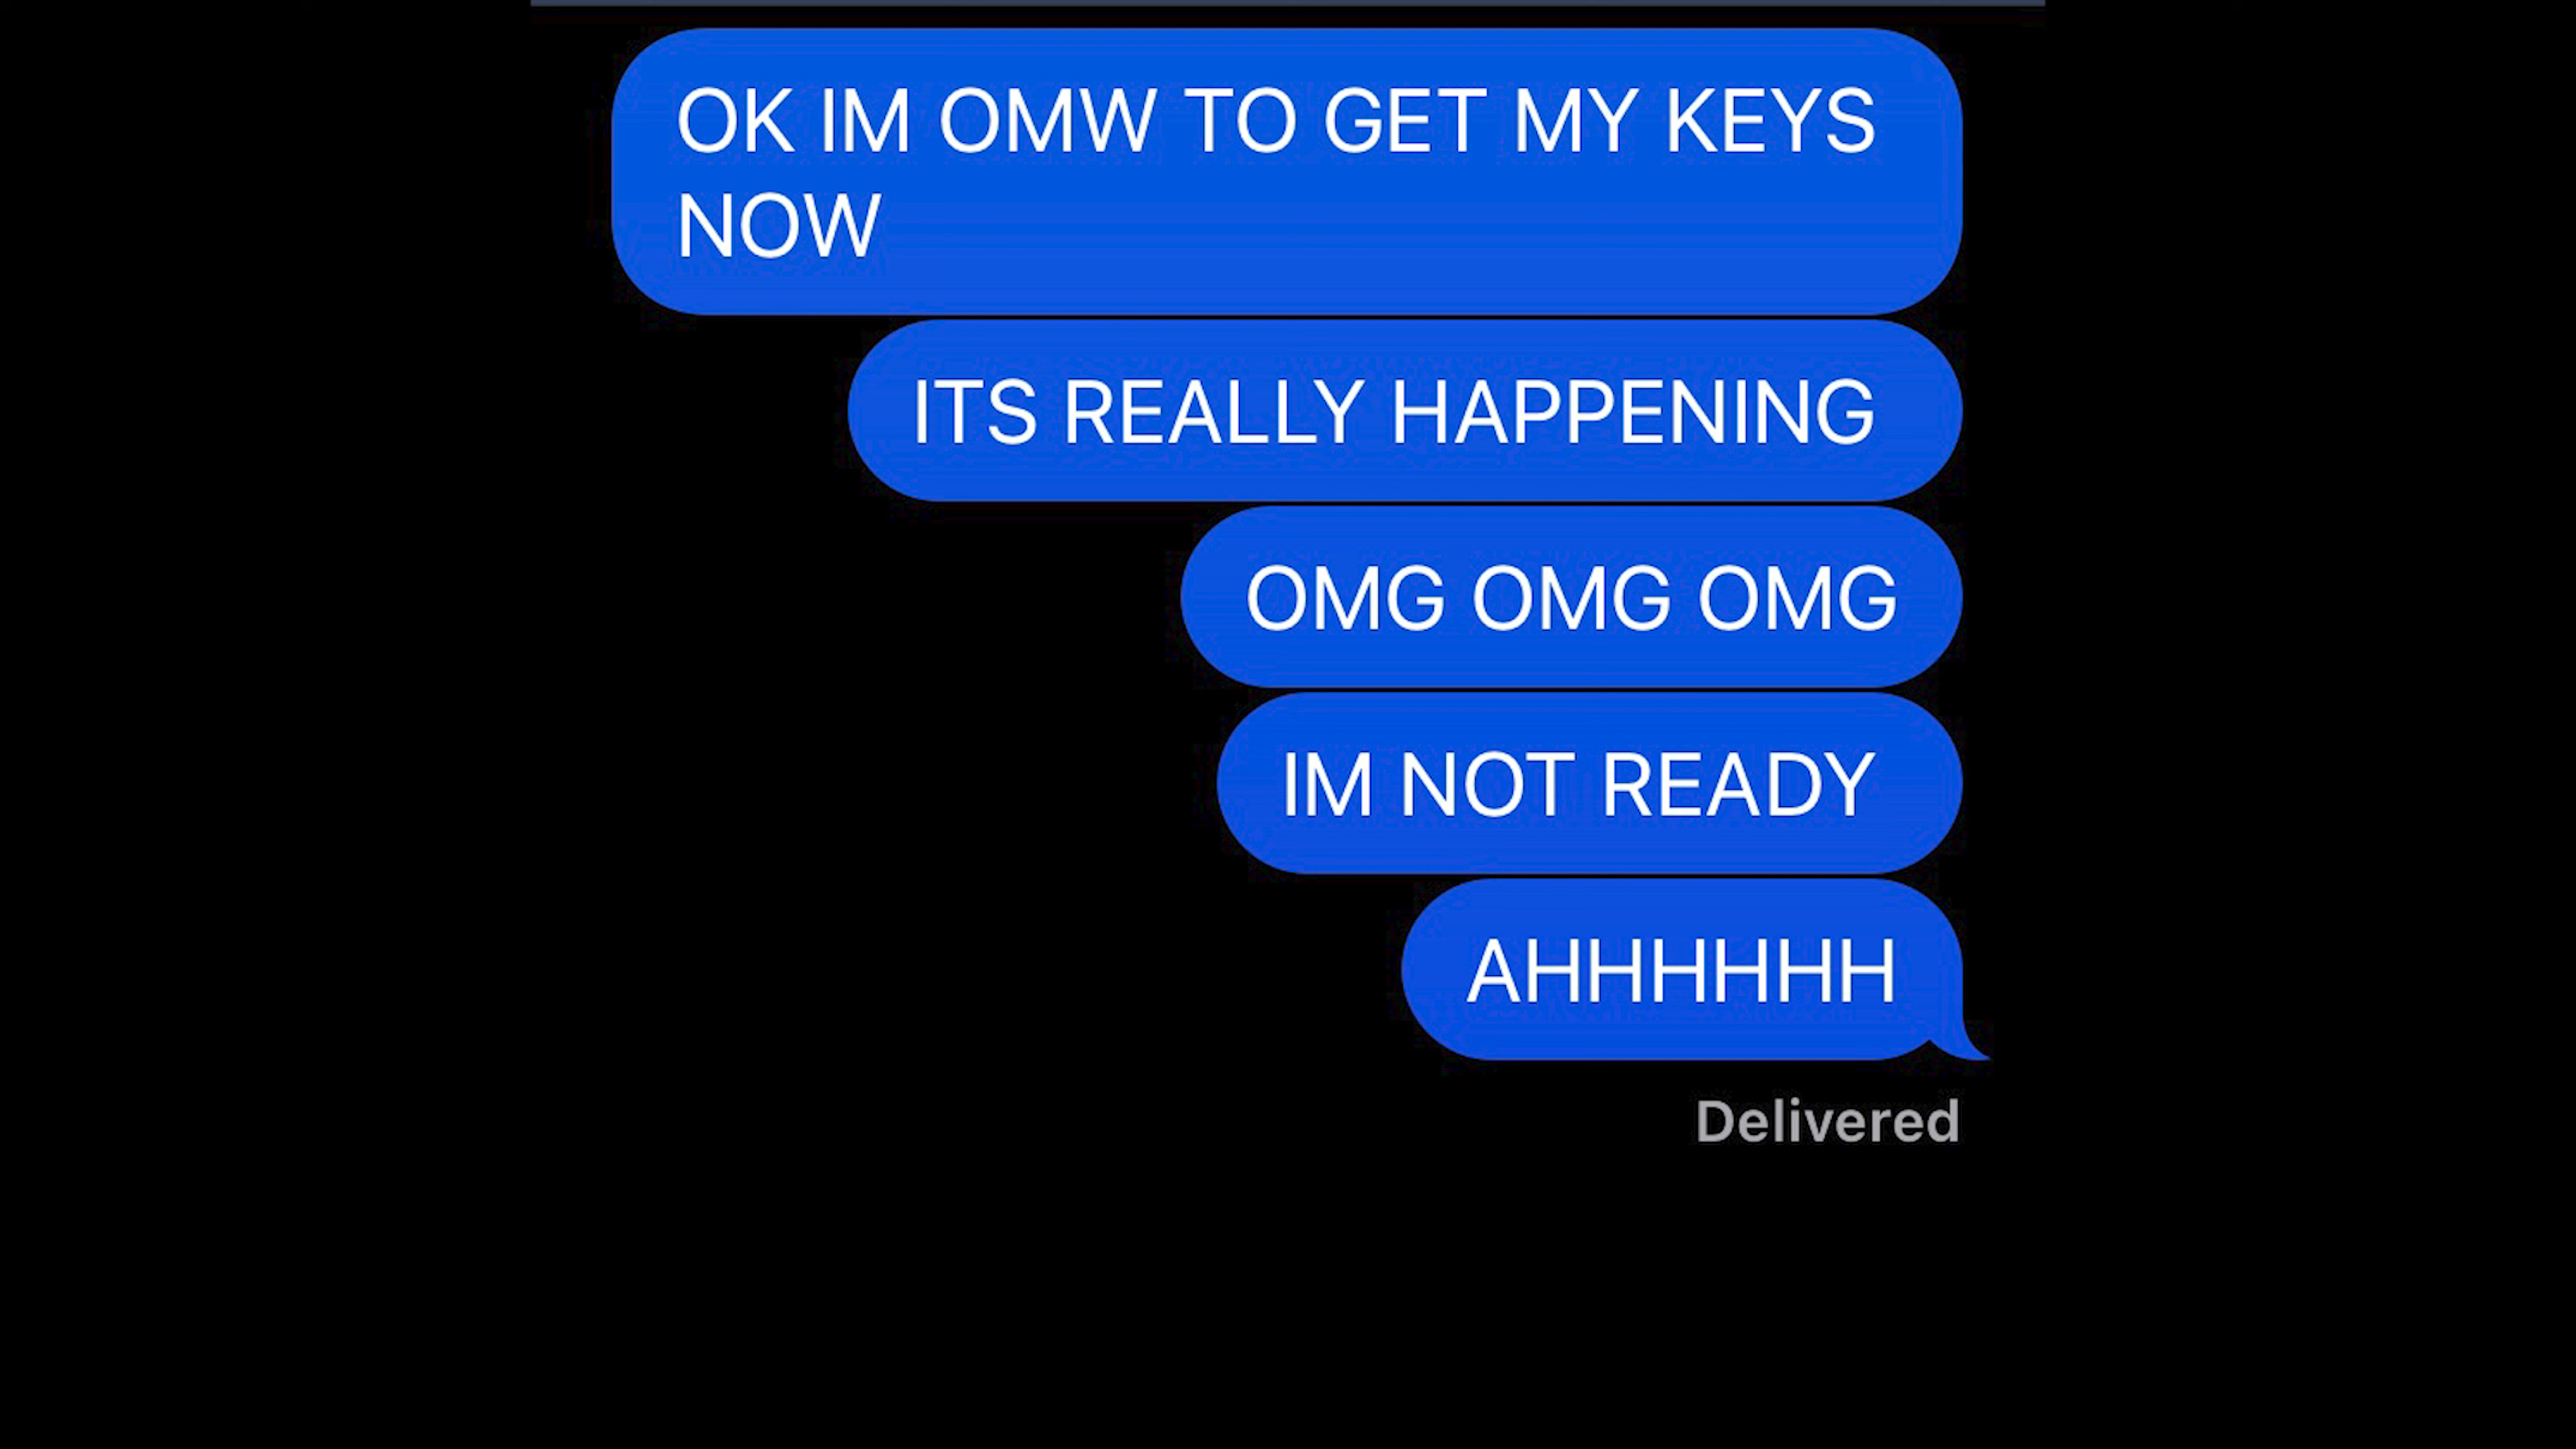 OK IM OMW TO GET MY KEYS
NOW
ITS REALLY HAPPENING
OMG OMG OMG
IM NOT READY
AHHHHHH
Delivered